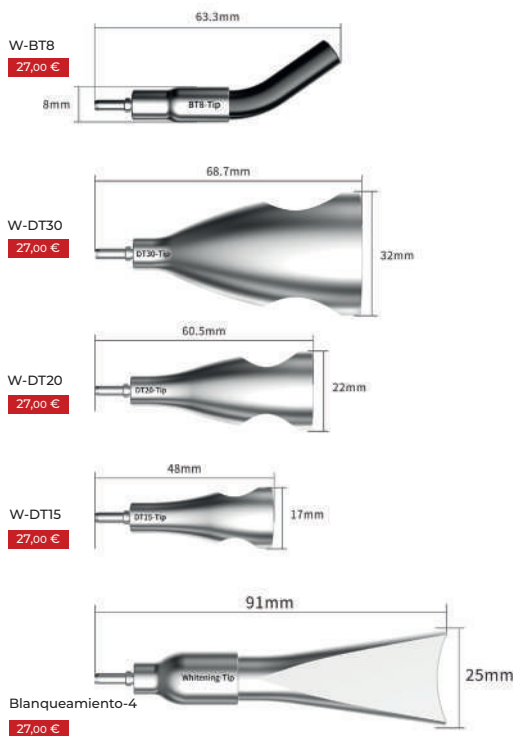 63.3mm
W-BT8
27,00 €
8mm
BT8-Tip
68.7mm
W-DT30
27,00 €
DT30-Tip
32mm
60.5mm
W-DT20
27,00 €
DT20-Tip
22mm
48mm
W-DT15
27,00 €
DT15-Tip
17mm
91mm
Whitening-Tip
25mm
Blanqueamiento-4
27,00 €